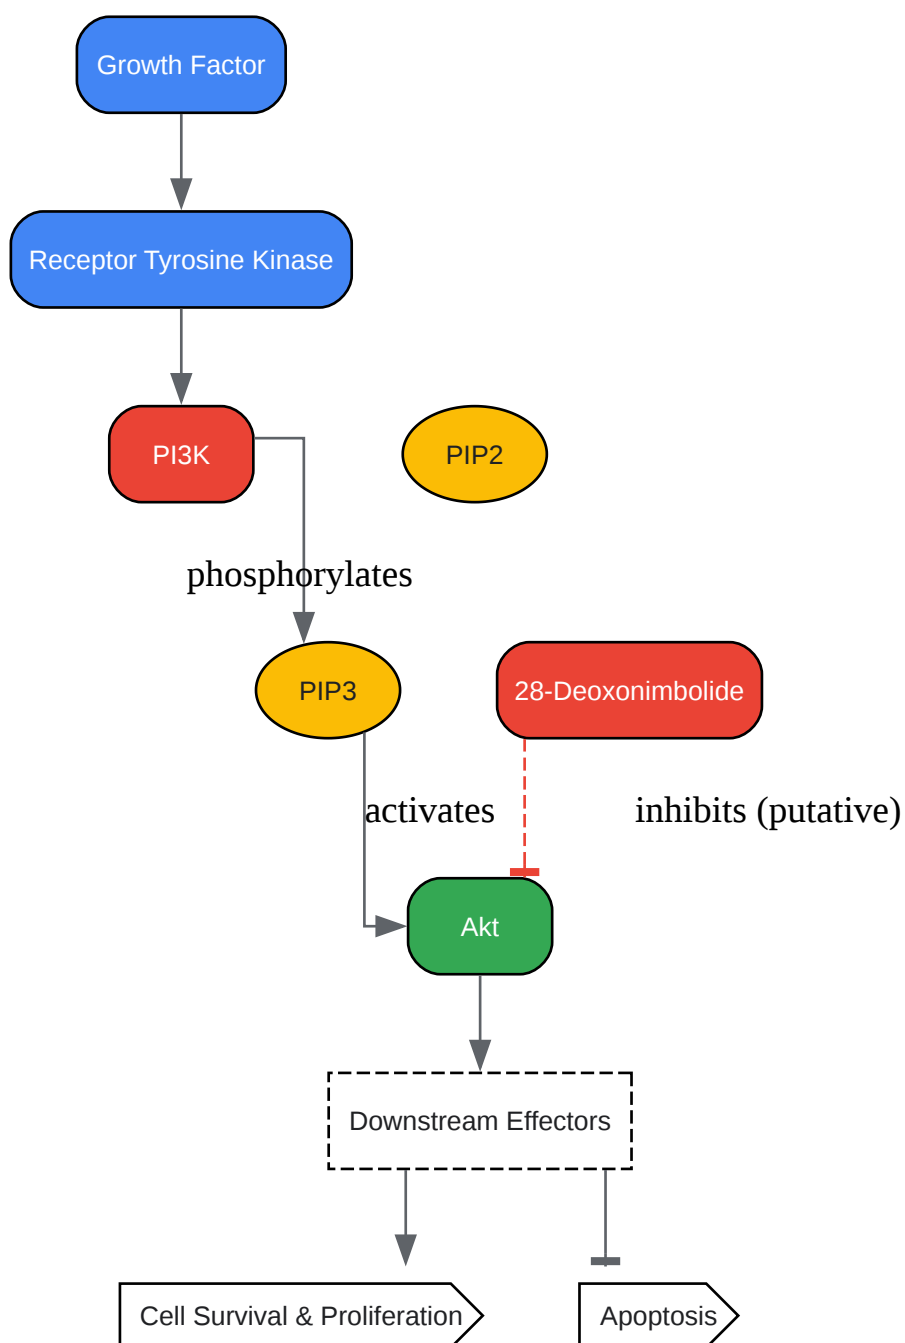 Growth Factor
Receptor Tyrosine Kinase
PI3K
PIP2
phosphorylates
PIP3
28-Deoxonimbolide
activates
inhibits (putative)
Akt
Downstream Effectors
Cell Survival & Proliferation
Apoptosis